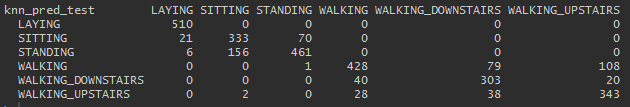 knn_pred_test LAYING SITTING STANDING WALKING WALKING_DOWNSTAIRS WALKING_UPSTAIRS
LAYING 510 0 0 0 0 0
SITTING 21 333 70 0 0 0
STANDING 6 156 461 0 0 0
WALKING 0 0 1 428 79 108
WALKING_DOWNSTAIRS 0 0 0 40 303 20
WALKING_UPSTAIRS 0 2 0 28 38 343